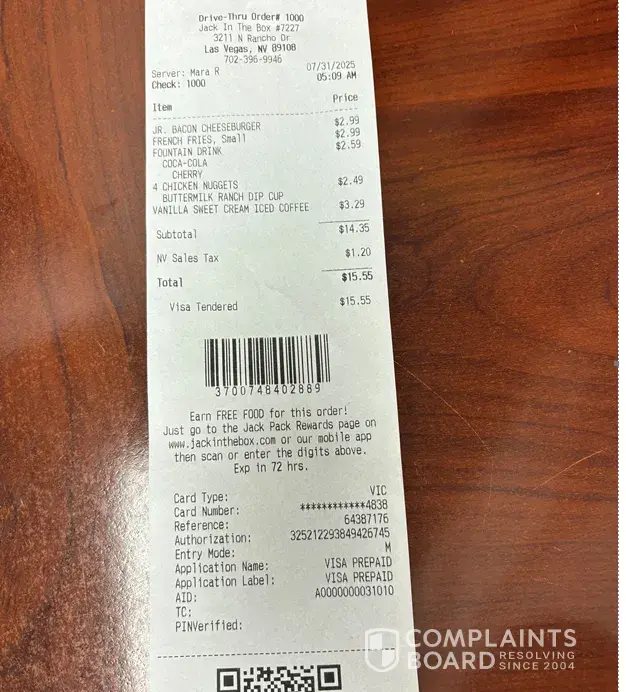 Drive-Thru Order# 1000
Jack In The Box #7227
3211 N Rancho Dr
Las Vegas, NV 89108
702-396-9946
Server: Mara R 07/31/2025
Check: 1000 05:09 AM
Item Price
JR. BACON CHEESEBURGER $2.99
FRENCH FRIES, Small $2.99
FOUNTAIN DRINK $2.59
COCA-COLA
CHERRY
4 CHICKEN NUGGETS $2.49
BUTTERMILK RANCH DIP CUP
VANILLA SWEET CREAM ICED COFFEE $3.29
Subtotal $14.35
NV Sales Tax $1.20
Total $15.55
Visa Tendered $15.55
3700748402889
Earn FREE FOOD for this order!
Just go to the Jack Pack Rewards page on
www.jackinthebox.com or our mobile app
then scan or enter the digits above.
Exp in 72 hrs.
Card Type: VIC
Card Number: ************4838
Reference: 64387176
Authorization: 325212293849426745
Entry Mode: M
Application Name: VISA PREPAID
Application Label: VISA PREPAID
AID: A0000000031010
TC:
PINVerified:
COMPLAINTS
BOARD RESOLVING
SINCE 2004